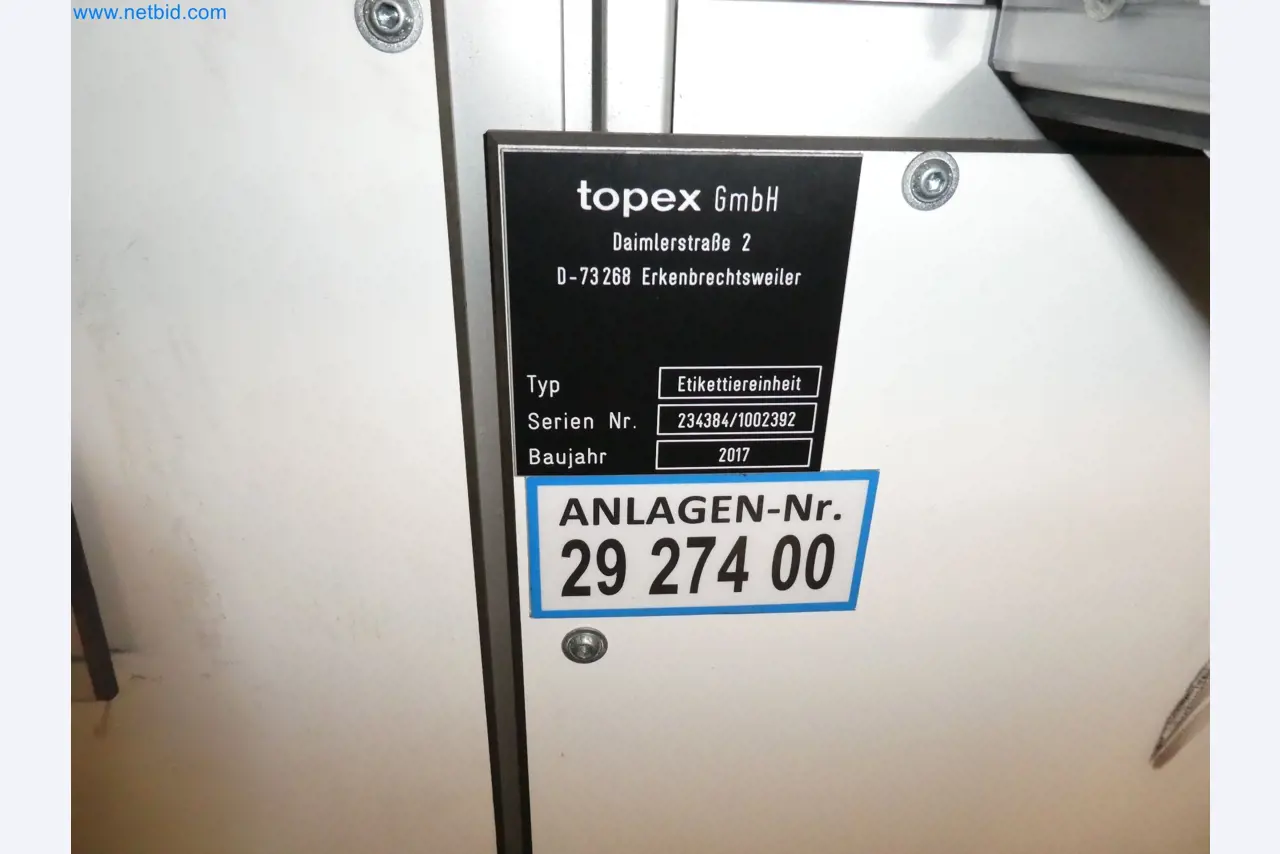 www.netbid.com
topex GmbH
Daimlerstraße 2
D-73268 Erkenbrechtsweiler
Typ Etikettiereinheit
Serien Nr. 234384/1002392
Baujahr 2017
ANLAGEN-Nr.
29 274 00